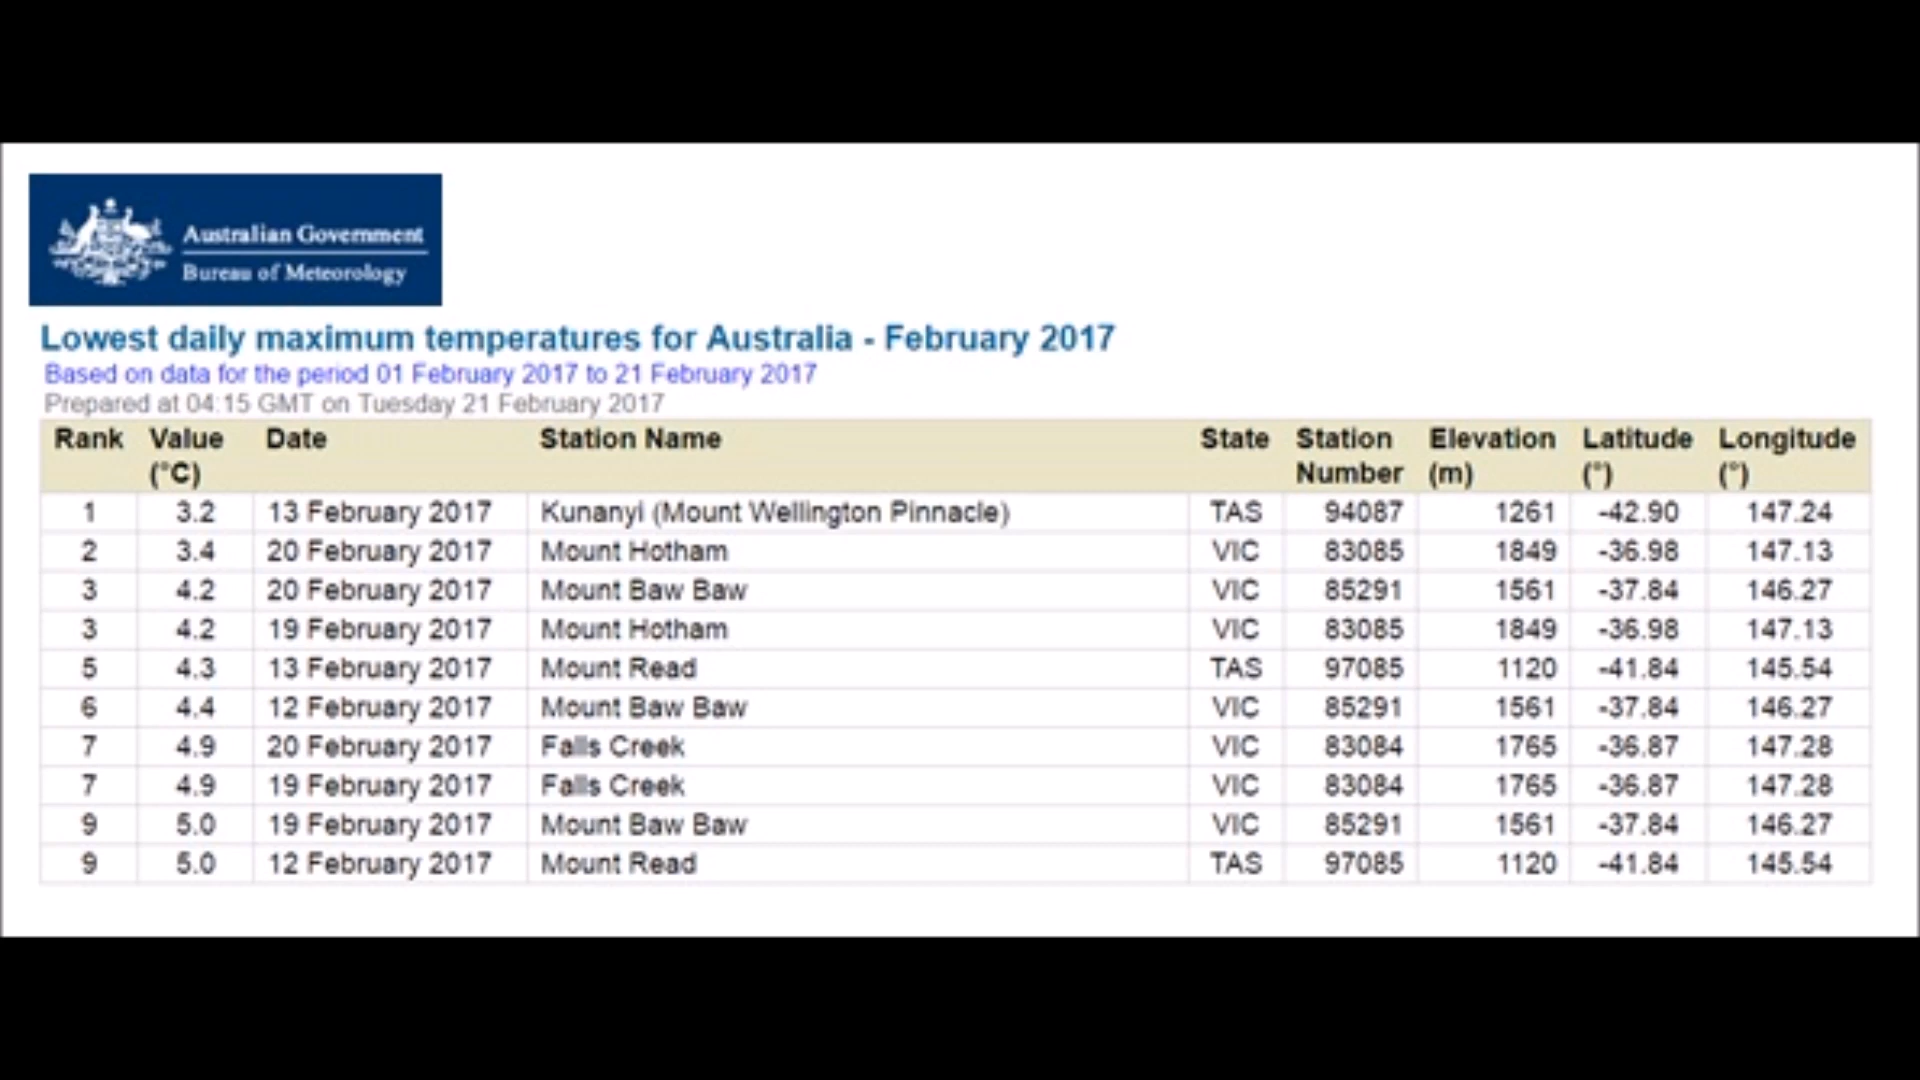 Australian Government
Bureau of Meteorology
Lowest daily maximum temperatures for Australia - February 2017
Based on data for the period 01 February 2017 to 21 February 2017
Prepared at 04:15 GMT on Tuesday 21 February 2017
Rank Value (°C) Date Station Name State Station Number Elevation (m) Latitude (°) Longitude (°)
1 3.2 13 February 2017 Kunanyi (Mount Wellington Pinnacle) TAS 94087 1261 -42.90 147.24
2 3.4 20 February 2017 Mount Hotham VIC 83085 1849 -36.98 147.13
3 4.2 20 February 2017 Mount Baw Baw VIC 85291 1561 -37.84 146.27
3 4.2 19 February 2017 Mount Hotham VIC 83085 1849 -36.98 147.13
5 4.3 13 February 2017 Mount Read TAS 97085 1120 -41.84 145.54
6 4.4 12 February 2017 Mount Baw Baw VIC 85291 1561 -37.84 146.27
7 4.9 20 February 2017 Falls Creek VIC 83084 1765 -36.87 147.28
7 4.9 19 February 2017 Falls Creek VIC 83084 1765 -36.87 147.28
9 5.0 19 February 2017 Mount Baw Baw VIC 85291 1561 -37.84 146.27
9 5.0 12 February 2017 Mount Read TAS 97085 1120 -41.84 145.54